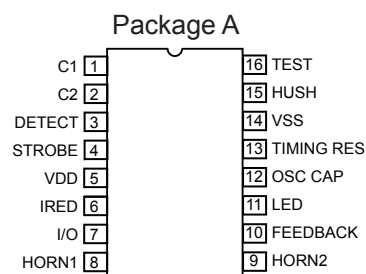 Package A
C1 1
C2 2
DETECT 3
STROBE 4
VDD 5
IRED 6
I/O 7
HORN1 8
16 TEST
15 HUSH
14 VSS
13 TIMING RES
12 OSC CAP
11 LED
10 FEEDBACK
9 HORN2